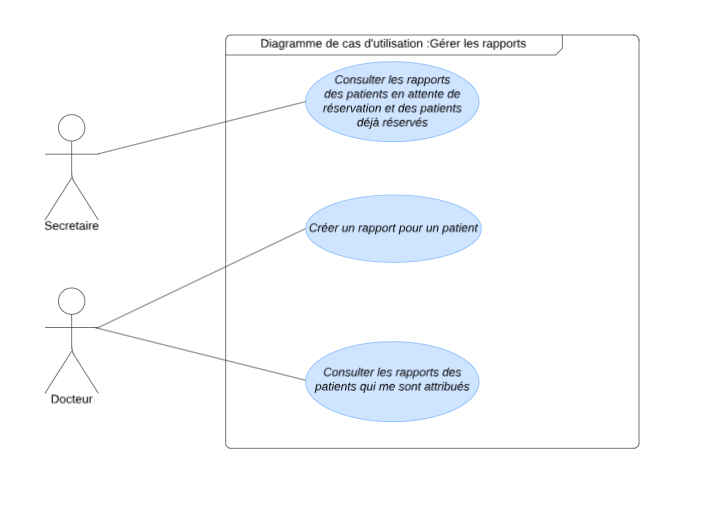 Diagramme de cas d'utilisation :Gérer les rapports
Consulter les rapports
des patients en attente de
réservation et des patients
déjà réservés
Secretaire
Créer un rapport pour un patient
Consulter les rapports des
patients qui me sont attribués
Docteur